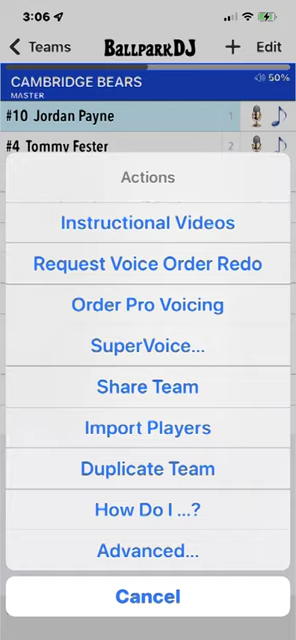 3:06
Teams
BALLPARKDJ
+
Edit
CAMBRIDGE BEARS
50%
MASTER
#10 Jordan Payne
1
#4 Tommy Fester
2
Actions
Instructional Videos
Request Voice Order Redo
Order Pro Voicing
SuperVoice...
Share Team
Import Players
Duplicate Team
How Do I ...?
Advanced...
Cancel